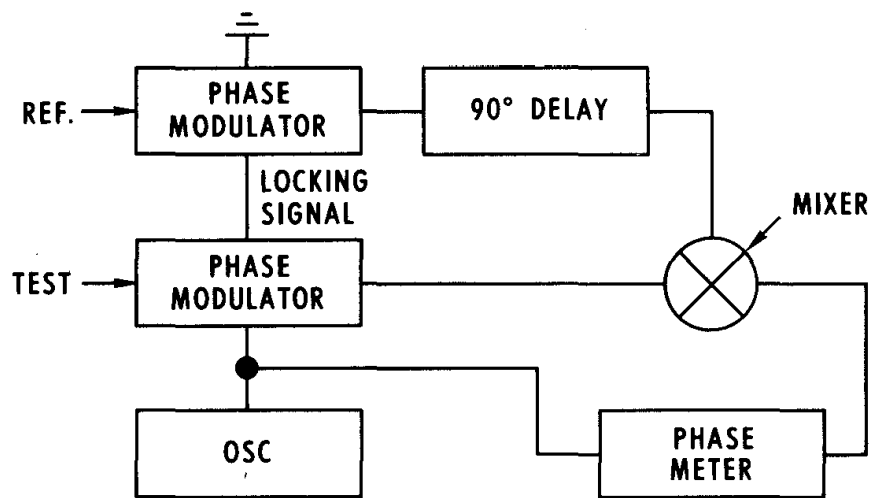 REF.
PHASE
MODULATOR
90° DELAY
LOCKING
SIGNAL
MIXER
TEST
PHASE
MODULATOR
OSC
PHASE
METER